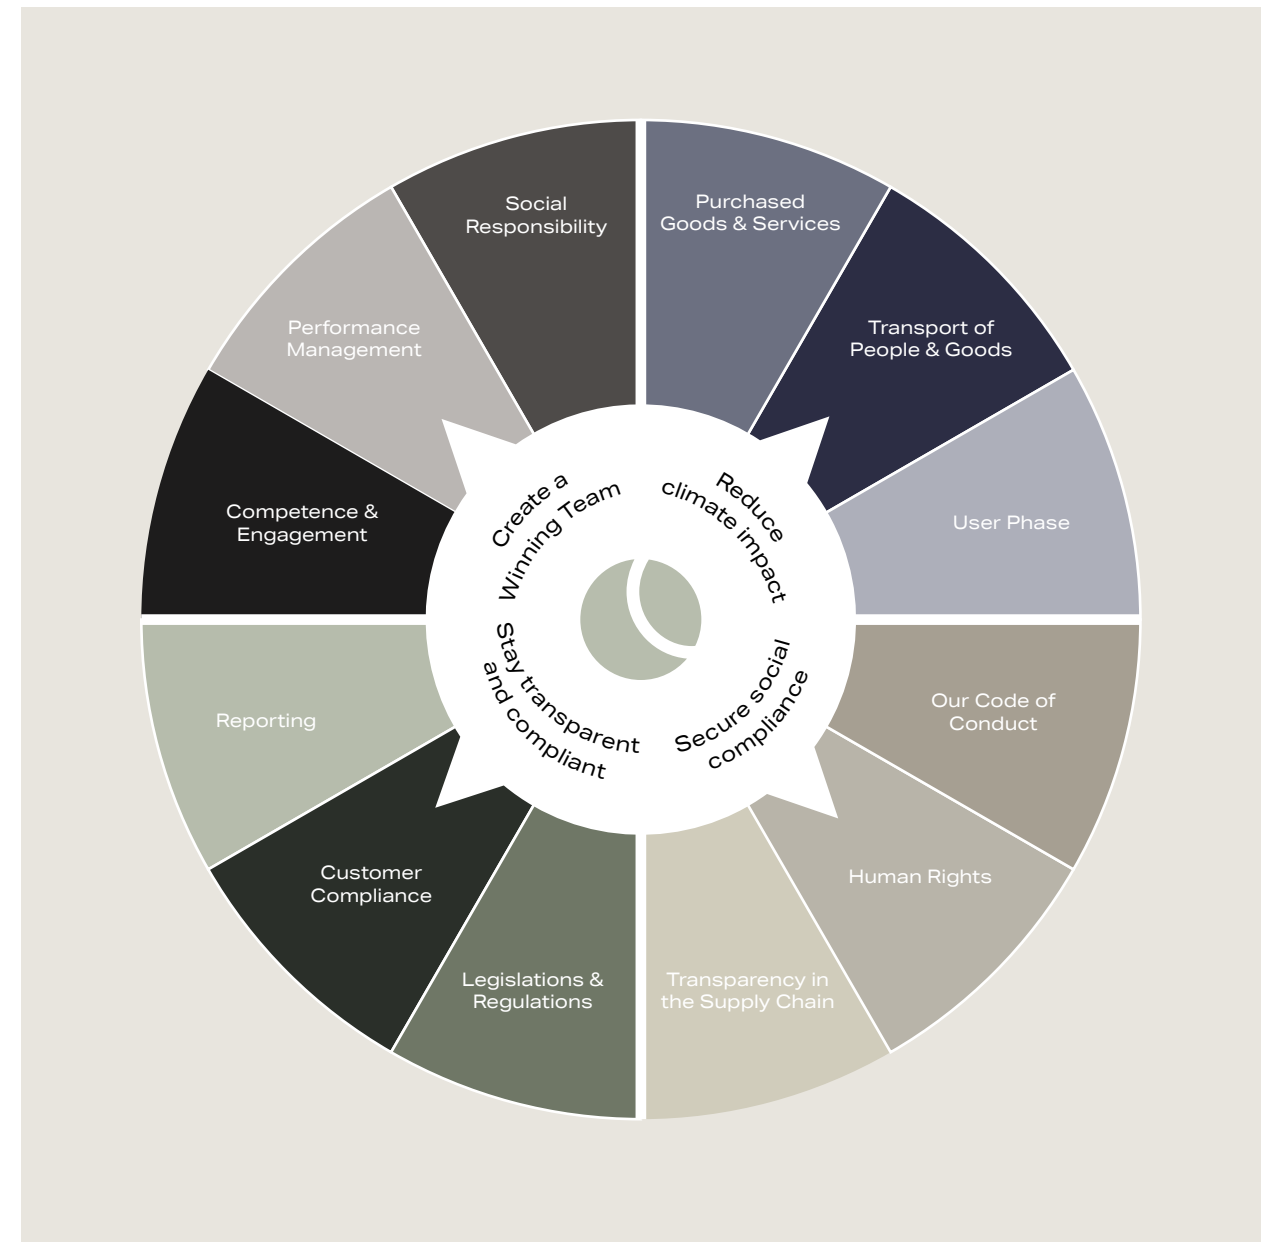 Social
Responsibility
Purchased
Goods & Services
Performance
Management
Transport of
People & Goods
Competence &
Engagement
User Phase
Create a
Winning Team
Reduce
climate impact
Stay transparent
and compliant
Secure social
compliance
Reporting
Our Code of
Conduct
Customer
Compliance
Human Rights
Legislations &
Regulations
Transparency in
the Supply Chain